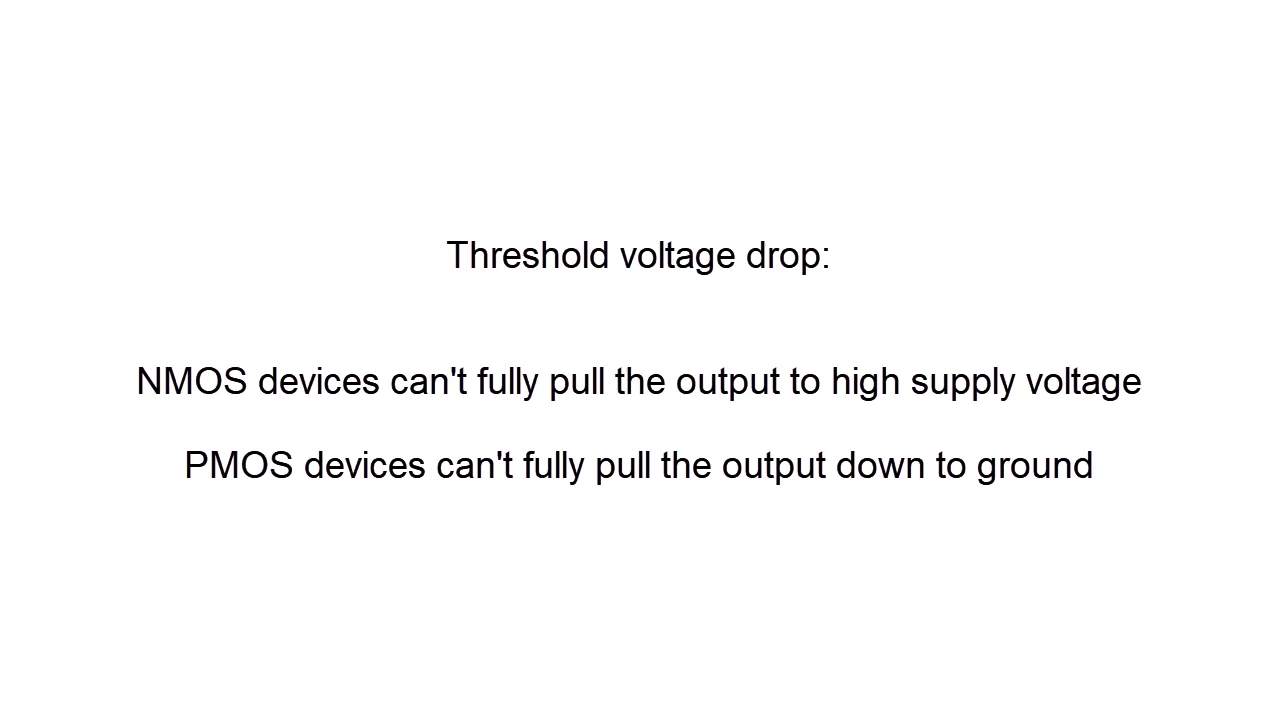 Threshold voltage drop:
NMOS devices can't fully pull the output to high supply voltage
PMOS devices can't fully pull the output down to ground